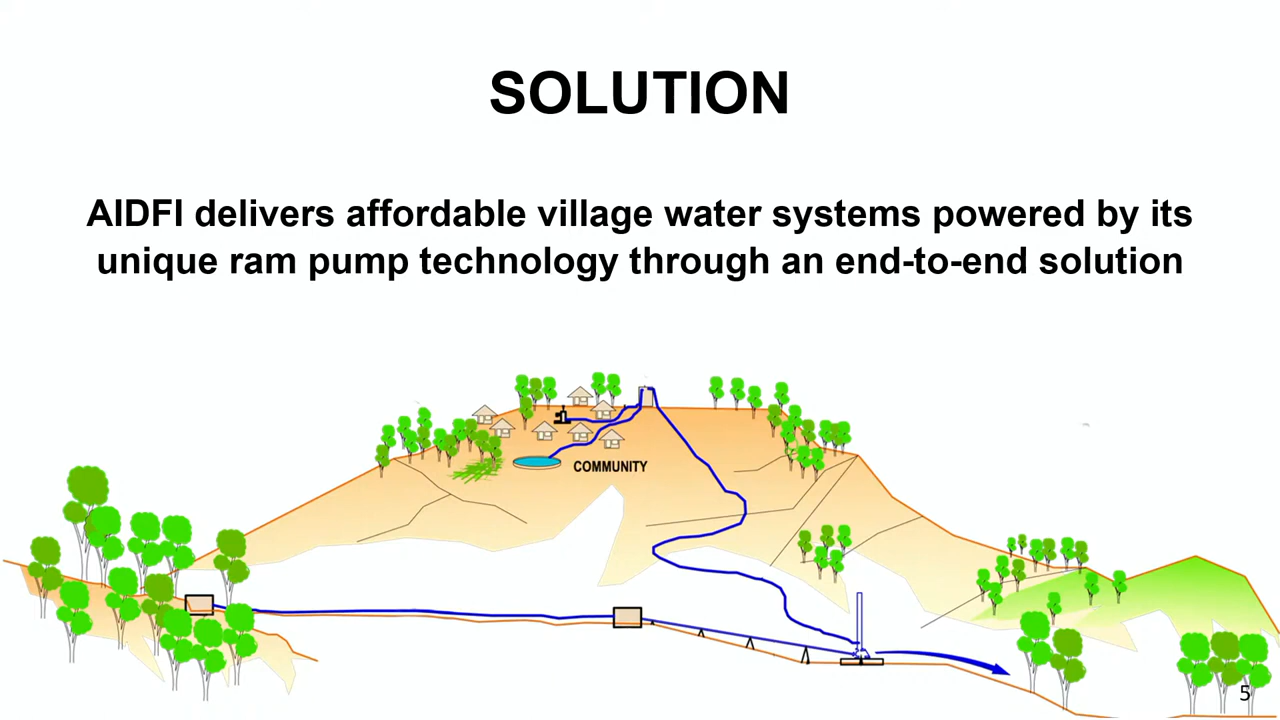 SOLUTION
AIDFI delivers affordable village water systems powered by its
unique ram pump technology through an end-to-end solution
COMMUNITY
5